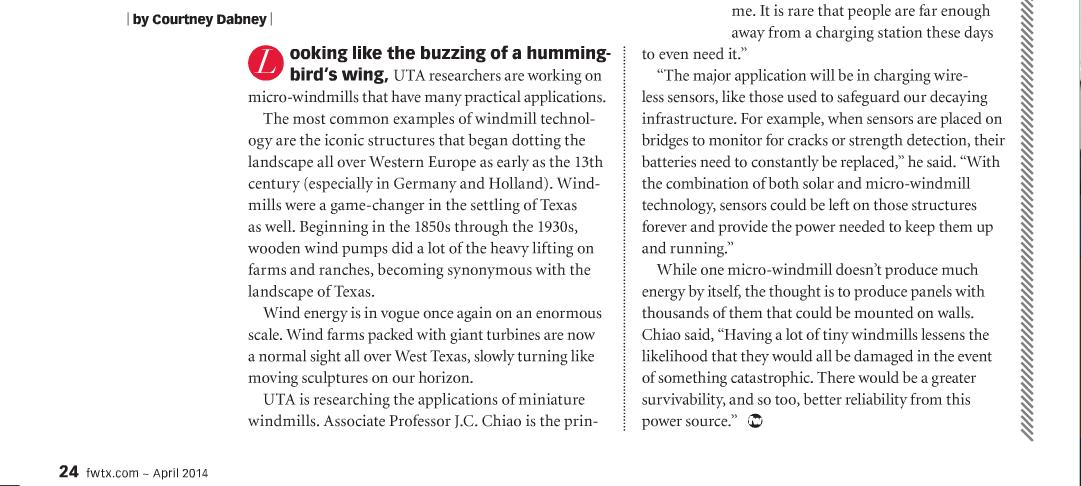 | by Courtney Dabney |
Looking like the buzzing of a humming-
bird's wing, UTA researchers are working on
micro-windmills that have many practical applications.
The most common examples of windmill technol-
ogy are the iconic structures that began dotting the
landscape all over Western Europe as early as the 13th
century (especially in Germany and Holland). Wind-
mills were a game-changer in the settling of Texas
as well. Beginning in the 1850s through the 1930s,
wooden wind pumps did a lot of the heavy lifting on
farms and ranches, becoming synonymous with the
landscape of Texas.
Wind energy is in vogue once again on an enormous
scale. Wind farms packed with giant turbines are now
a normal sight all over West Texas, slowly turning like
moving sculptures on our horizon.
UTA is researching the applications of miniature
windmills. Associate Professor J.C. Chiao is the prin-
me. It is rare that people are far enough
away from a charging station these days
to even need it.”
“The major application will be in charging wire-
less sensors, like those used to safeguard our decaying
infrastructure. For example, when sensors are placed on
bridges to monitor for cracks or strength detection, their
batteries need to constantly be replaced,” he said. “With
the combination of both solar and micro-windmill
technology, sensors could be left on those structures
forever and provide the power needed to keep them up
and running.”
While one micro-windmill doesn’t produce much
energy by itself, the thought is to produce panels with
thousands of them that could be mounted on walls.
Chiao said, “Having a lot of tiny windmills lessens the
likelihood that they would all be damaged in the event
of something catastrophic. There would be a greater
survivability, and so too, better reliability from this
power source.”
24 fwtx.com ~ April 2014